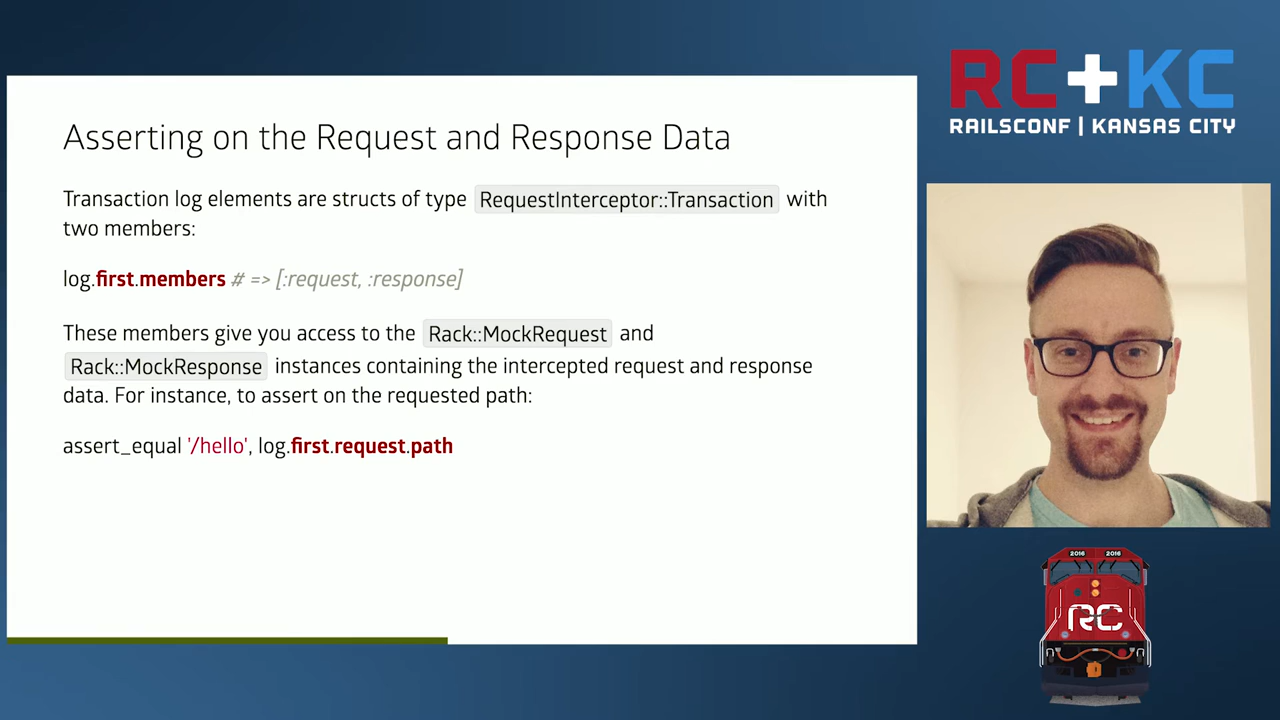 Asserting on the Request and Response Data
Transaction log elements are structs of type RequestInterceptor::Transaction with
two members:
log.first.members # => [:request, :response]
These members give you access to the Rack::MockRequest and
Rack::MockResponse instances containing the intercepted request and response
data. For instance, to assert on the requested path:
assert_equal '/hello', log.first.request.path
RC+KC
RAILSCONF | KANSAS CITY
2016 2016
RC